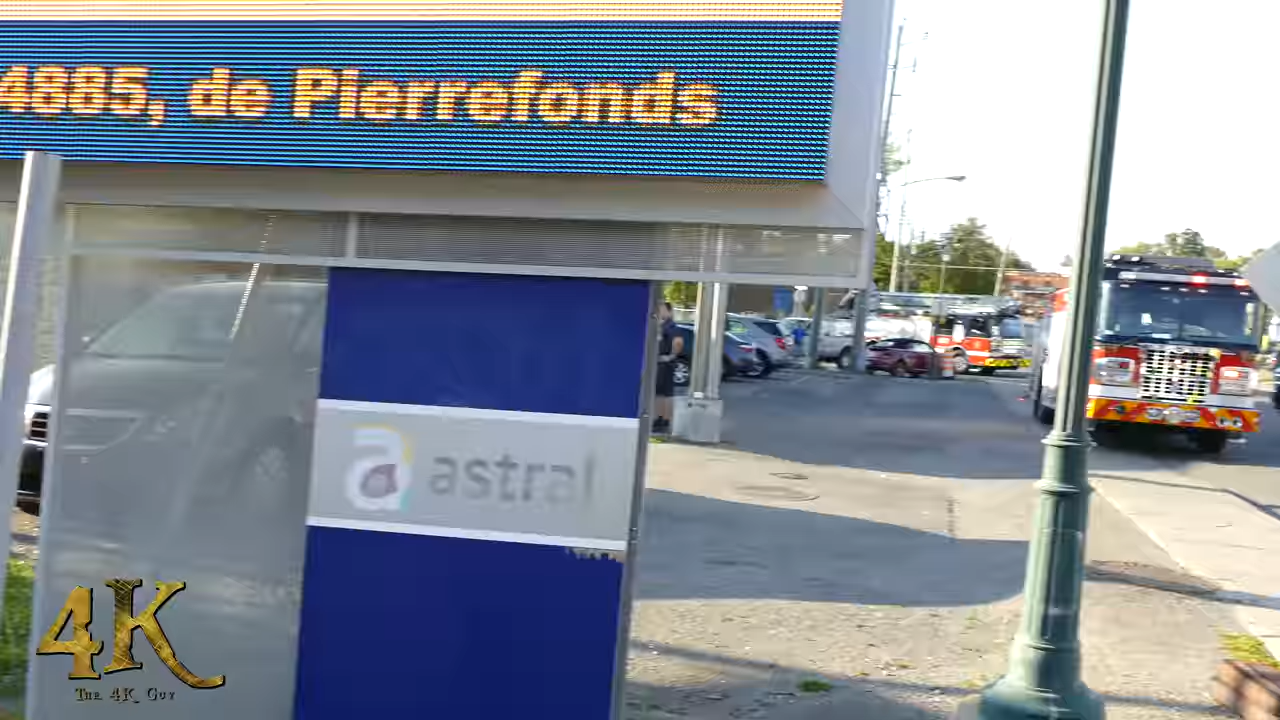 4885, de Pierrefonds
a astral
4K
The 4K Guy